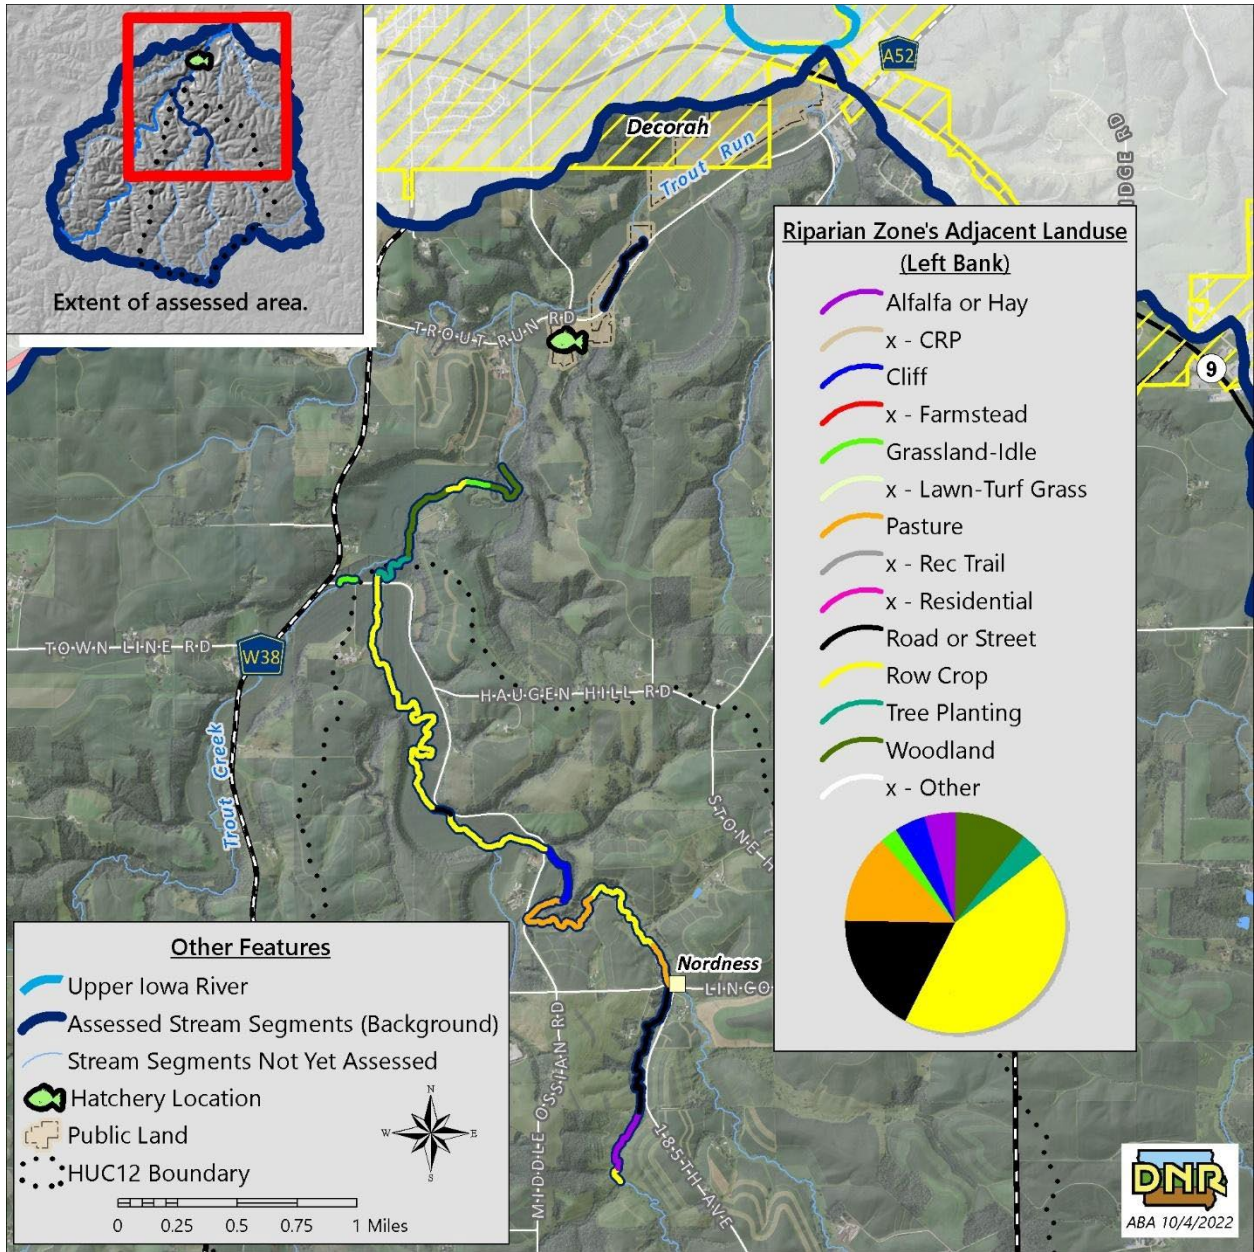 Extent of assessed area.
A52
Decorah
Trout Run
RIDGE RD
Riparian Zone's Adjacent Landuse
(Left Bank)
Alfalfa or Hay
x - CRP
Cliff
x - Farmstead
Grassland-Idle
x - Lawn-Turf Grass
Pasture
x - Rec Trail
x - Residential
Road or Street
Row Crop
Tree Planting
Woodland
x - Other
9
TROUT RUN RD
TOWN LINE RD
W38
HAUGEN HILL RD
Trout Creek
STONE H
Nordness
LINCO
MIDDLE OSSIAN RD
185TH AVE
Other Features
Upper Iowa River
Assessed Stream Segments (Background)
Stream Segments Not Yet Assessed
Hatchery Location
Public Land
HUC12 Boundary
N
W
E
S
0 0.25 0.5 0.75 1 Miles
DNR
ABA 10/4/2022